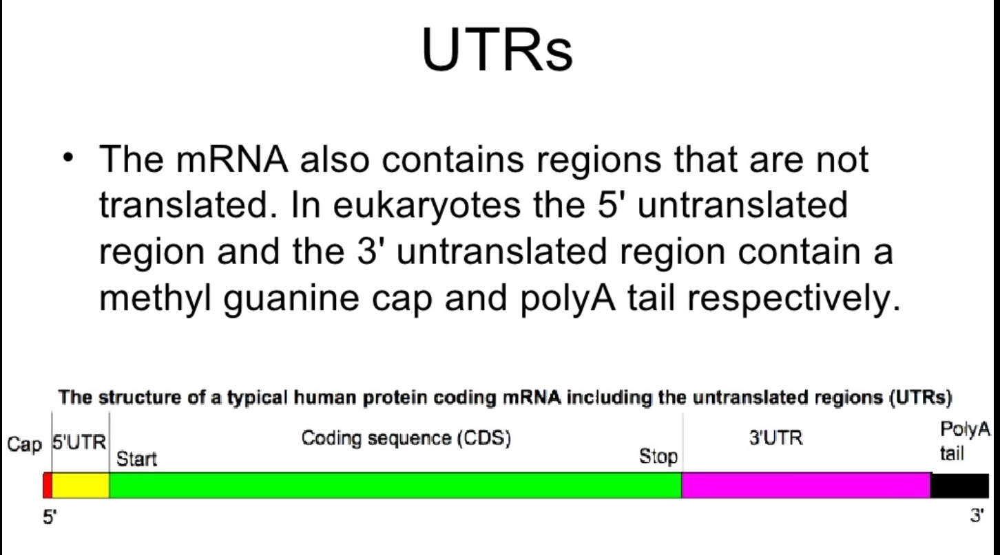 UTRs
• The mRNA also contains regions that are not
translated. In eukaryotes the 5' untranslated
region and the 3' untranslated region contain a
methyl guanine cap and polyA tail respectively.
The structure of a typical human protein coding mRNA including the untranslated regions (UTRs)
Cap 5'UTR Start Coding sequence (CDS) Stop 3'UTR PolyA
tail
5' 3'